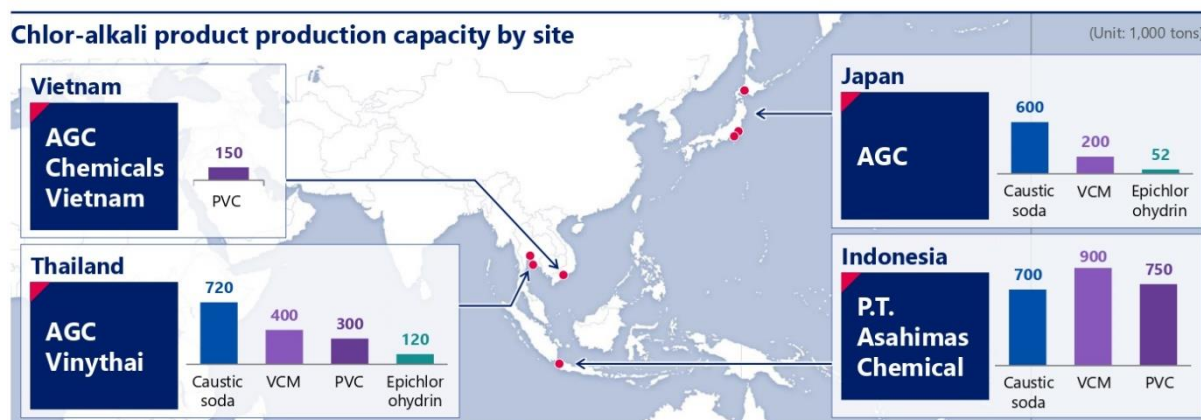 Chlor-alkali product production capacity by site
(Unit: 1,000 tons)
Vietnam
AGC
Chemicals
Vietnam
150
PVC
Thailand
AGC
Vinythai
720
400
300
120
Caustic
soda
VCM
PVC
Epichlor
ohydrin
Japan
AGC
600
200
52
Caustic
soda
VCM
Epichlor
ohydrin
Indonesia
P.T.
Asahimas
Chemical
700
900
750
Caustic
soda
VCM
PVC